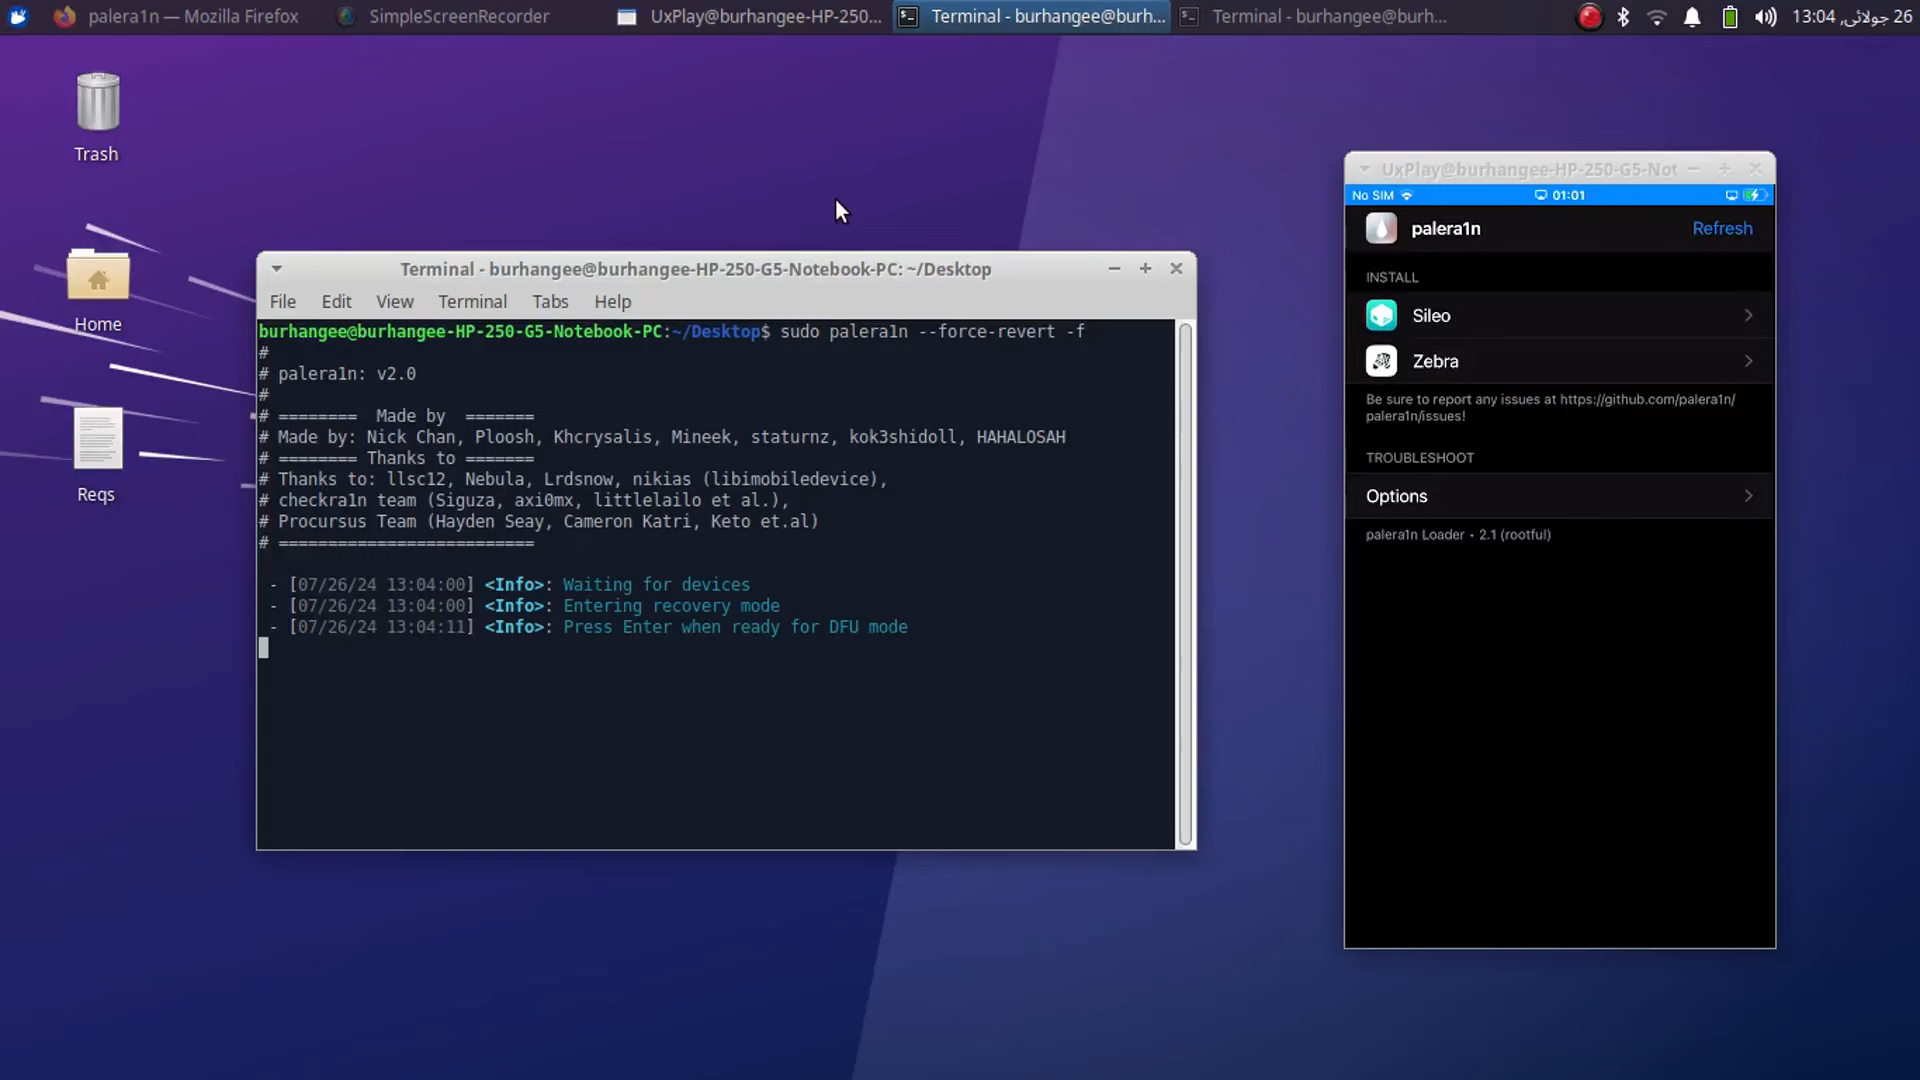 palera1n — Mozilla Firefox
SimpleScreenRecorder
UxPlay@burhangee-HP-250...
Terminal - burhangee@burh...
Terminal - burhangee@burh...
26 جولائی, 13:04
Trash
Home
Reqs
Terminal - burhangee@burhangee-HP-250-G5-Notebook-PC: ~/Desktop
File Edit View Terminal Tabs Help
burhangee@burhangee-HP-250-G5-Notebook-PC:~/Desktop$ sudo palera1n --force-revert -f
#
# palera1n: v2.0
#
# ======== Made by =======
# Made by: Nick Chan, Ploosh, Khcrysalis, Mineek, staturnz, kok3shidoll, HAHALOSAH
# ======== Thanks to =======
# Thanks to: llsc12, Nebula, Lrdsnow, nikias (libimobiledevice),
# checkra1n team (Siguza, axi0mx, littlelailo et al.),
# Procursus Team (Hayden Seay, Cameron Katri, Keto et.al)
# ==========================
- [07/26/24 13:04:00] <Info>: Waiting for devices
- [07/26/24 13:04:00] <Info>: Entering recovery mode
- [07/26/24 13:04:11] <Info>: Press Enter when ready for DFU mode
UxPlay@burhangee-HP-250-G5-Not
No SIM 01:01
palera1n Refresh
INSTALL
Sileo
Zebra
Be sure to report any issues at https://github.com/palera1n/
palera1n/issues!
TROUBLESHOOT
Options
palera1n Loader • 2.1 (rootful)